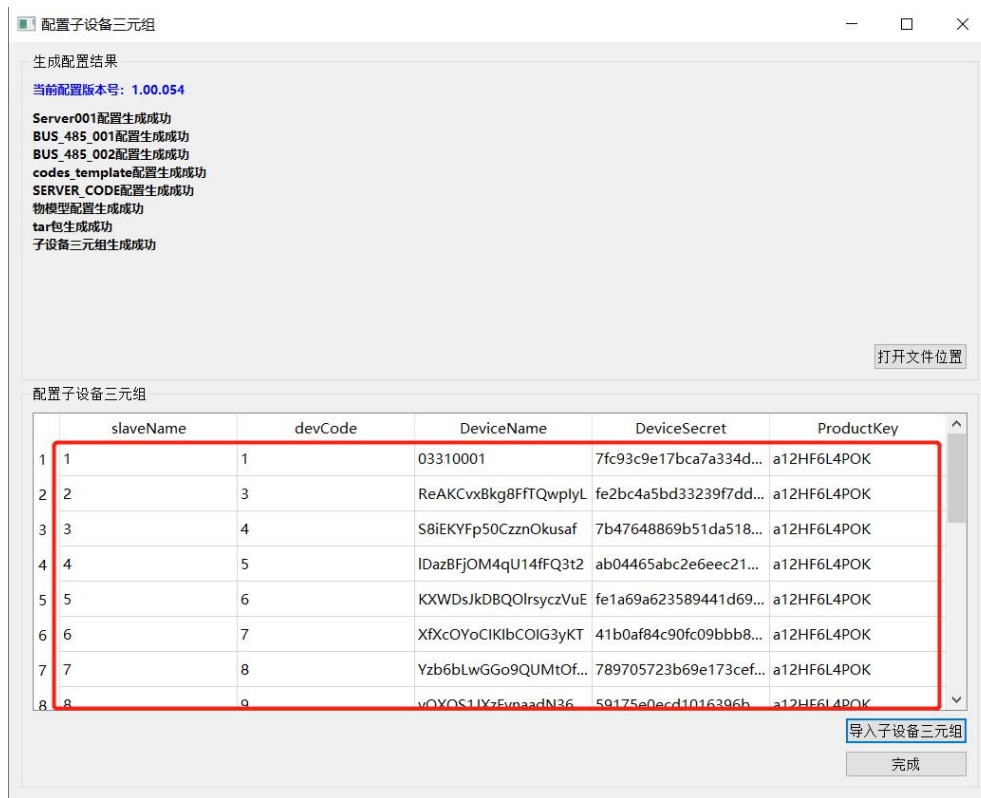 配置子设备三元组
生成配置结果
当前配置版本号：1.00.054
Server001配置生成成功
BUS_485_001配置生成成功
BUS_485_002配置生成成功
codes_template配置生成成功
SERVER_CODE配置生成成功
物模型配置生成成功
tar包生成成功
子设备三元组生成成功
打开文件位置
配置子设备三元组
slaveName devCode DeviceName DeviceSecret ProductKey
1 1 1 03310001 7fc93c9e17bca7a334d... a12HF6L4POK
2 2 3 ReAKCvxBkg8FfTQwpIyL fe2bc4a5bd33239f7dd... a12HF6L4POK
3 3 4 S8iEKYFp50CzznOkusaf 7b47648869b51da518... a12HF6L4POK
4 4 5 lDazBFjOM4qU14fFQ3t2 ab04465abc2e6eec21... a12HF6L4POK
5 5 6 KXWDsJkDBQOlrsyczVuE fe1a69a623589441d69... a12HF6L4POK
6 6 7 XfXcOYoCIKIbCOIG3yKT 41b0af84c90fc09bbb8... a12HF6L4POK
7 7 8 Yzb6bLwGGo9QUMtOf... 789705723b69e173cef... a12HF6L4POK
8 8 9 59175e0ecd1016396b... a12HF6L4POK
导入子设备三元组
完成